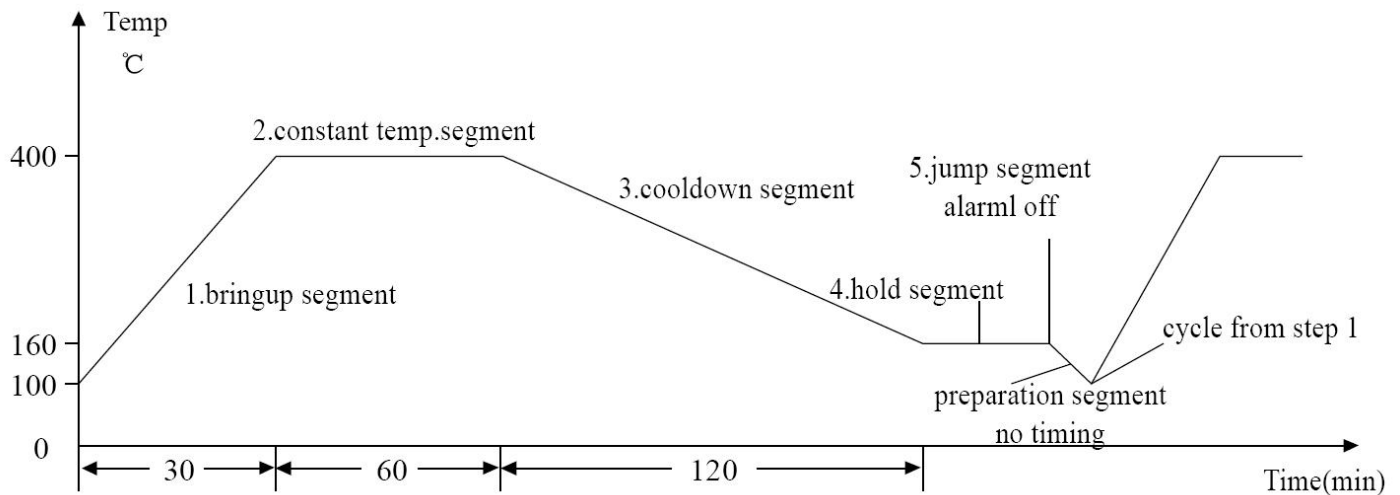 Temp
℃
2.constant temp.segment
400
5.jump segment
3.cooldown segment
alarml off
4.hold segment
1.bringup segment
cycle from step 1
160
100
preparation segment
no timing
0
30
60
120
Time(min)